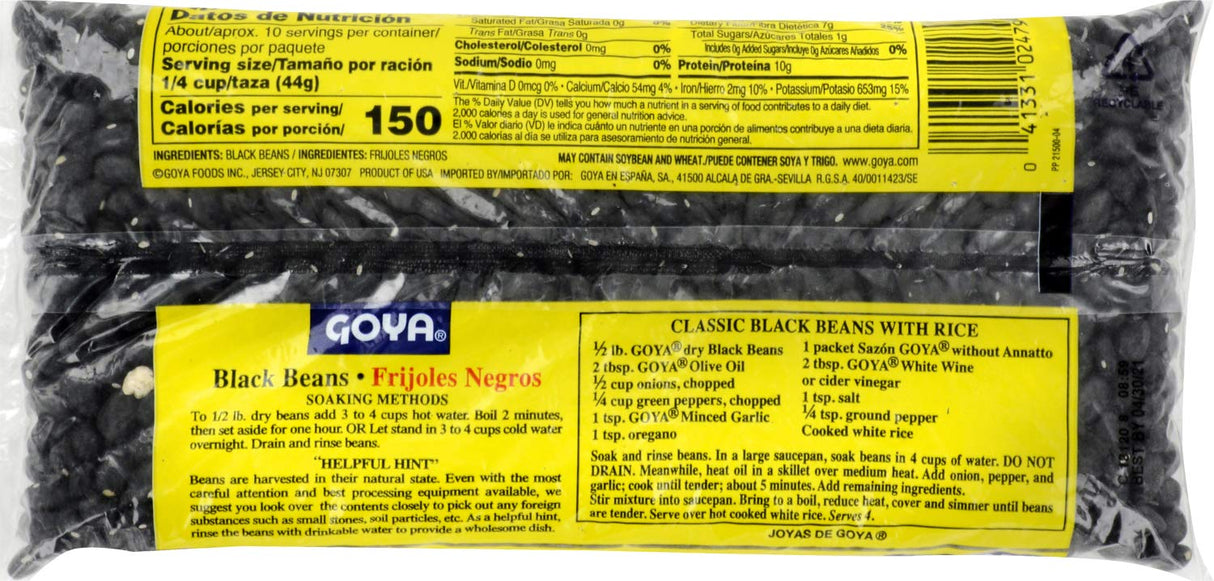 Datos de Nutrición
About/aprox. 10 servings per container/
porciones por paquete
Serving size/Tamaño por ración
1/4 cup/taza (44g)
Calories per serving/
Calorías por porción/ 150
Saturated Fat/Grasa Saturada 0g 0%
Trans Fat/Grasa Trans 0g
Cholesterol/Colesterol 0mg 0%
Sodium/Sodio 0mg 0%
Dietary Fiber/Fibra Dietética 7g 25%
Total Sugars/Azúcares Totales 1g
Includes 0g Added Sugars/Incluye 0g Azúcares Añadidos 0%
Protein/Proteína 10g
Vit./Vitamina D 0mcg 0% • Calcium/Calcio 54mg 4% • Iron/Hierro 2mg 10% • Potassium/Potasio 653mg 15%
The % Daily Value (DV) tells you how much a nutrient in a serving of food contributes to a daily diet.
2,000 calories a day is used for general nutrition advice.
El % Valor diario (VD) le indica cuánto un nutriente en una porción de alimentos contribuye a una dieta diaria.
2.000 calorías al día se utiliza para asesoramiento de nutrición general.
INGREDIENTS: BLACK BEANS / INGREDIENTES: FRIJOLES NEGROS
MAY CONTAIN SOYBEAN AND WHEAT./PUEDE CONTENER SOYA Y TRIGO. www.goya.com
©GOYA FOODS INC., JERSEY CITY, NJ 07307 PRODUCT OF USA IMPORTED BY/IMPORTADO POR: GOYA EN ESPAÑA, SA., 41500 ALCALA DE GRA.-SEVILLA R.G.S.A. 40/0011423/SE
0 41331 02479
PP 21500-04
RECYCLABLE
GOYA®
Black Beans • Frijoles Negros
SOAKING METHODS
To 1/2 lb. dry beans add 3 to 4 cups hot water. Boil 2 minutes,
then set aside for one hour. OR Let stand in 3 to 4 cups cold water
overnight. Drain and rinse beans.
"HELPFUL HINT"
Beans are harvested in their natural state. Even with the most
careful attention and best processing equipment available, we
suggest you look over the contents closely to pick out any foreign
substances such as small stones, soil particles, etc. As a helpful hint,
rinse the beans with drinkable water to provide a wholesome dish.
CLASSIC BLACK BEANS WITH RICE
½ lb. GOYA® dry Black Beans
2 tbsp. GOYA® Olive Oil
½ cup onions, chopped
¼ cup green peppers, chopped
1 tsp. GOYA® Minced Garlic
1 tsp. oregano
1 packet Sazón GOYA® without Annatto
2 tbsp. GOYA® White Wine
or cider vinegar
1 tsp. salt
¼ tsp. ground pepper
Cooked white rice
Soak and rinse beans. In a large saucepan, soak beans in 4 cups of water. DO NOT
DRAIN. Meanwhile, heat oil in a skillet over medium heat. Add onion, pepper, and
garlic; cook until tender; about 5 minutes. Add remaining ingredients.
Stir mixture into saucepan. Bring to a boil, reduce heat, cover and simmer until beans
are tender. Serve over hot cooked white rice. Serves 4.
JOYAS DE GOYA ®
08:59
BEST BY 04/30/21